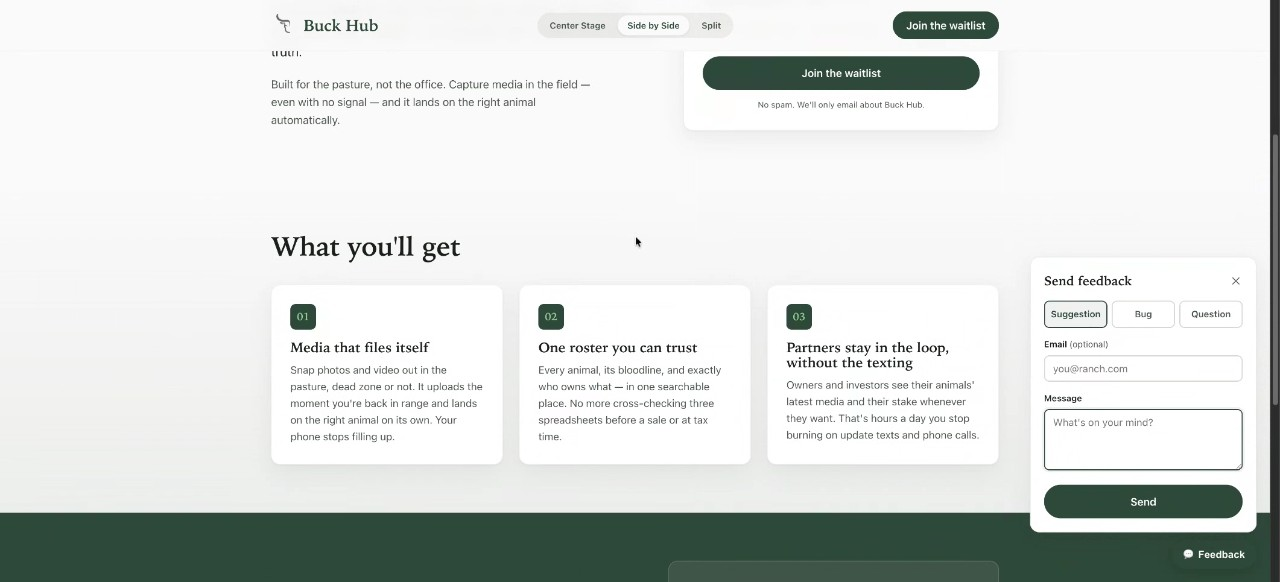 Buck Hub
Center Stage
Side by Side
Split
Join the waitlist
truth.
Built for the pasture, not the office. Capture media in the field —
even with no signal — and it lands on the right animal
automatically.
Join the waitlist
No spam. We'll only email about Buck Hub.
What you'll get
01
Media that files itself
Snap photos and video out in the
pasture, dead zone or not. It uploads the
moment you're back in range and lands
on the right animal on its own. Your
phone stops filling up.
02
One roster you can trust
Every animal, its bloodline, and exactly
who owns what — in one searchable
place. No more cross-checking three
spreadsheets before a sale or at tax
time.
03
Partners stay in the loop,
without the texting
Owners and investors see their animals'
latest media and their stake whenever
they want. That's hours a day you stop
burning on update texts and phone calls.
Send feedback
Suggestion
Bug
Question
Email (optional)
you@ranch.com
Message
What's on your mind?
Send
Feedback